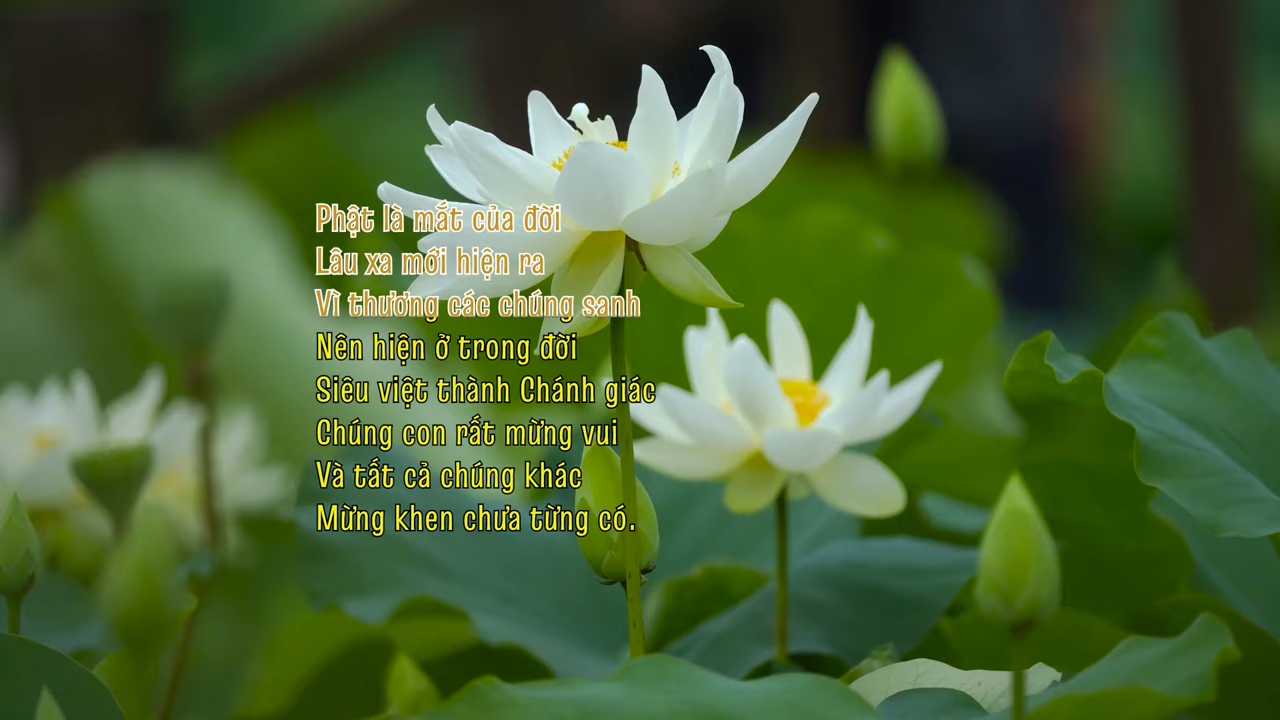 Phật là mắt của đời
Lâu xa mới hiện ra
Vì thương các chúng sanh
Nên hiện ở trong đời
Siêu việt thành Chánh giác
Chúng con rất mừng vui
Và tất cả chúng khác
Mừng khen chưa từng có.